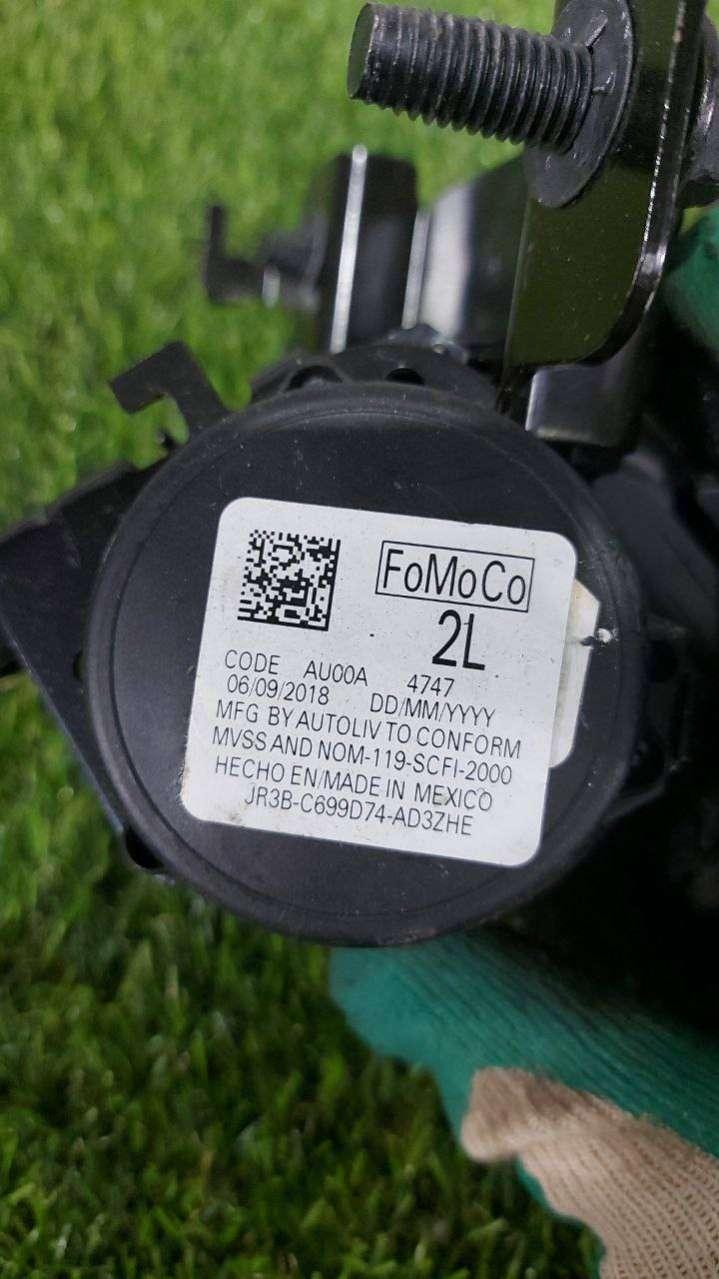 FoMoCo
2L
CODE AU00A 4747
06/09/2018 DD/MM/YYYY
MFG BY AUTOLIV TO CONFORM
MVSS AND NOM-119-SCFI-2000
HECHO EN/MADE IN MEXICO
JR3B-C699D74-AD3ZHE